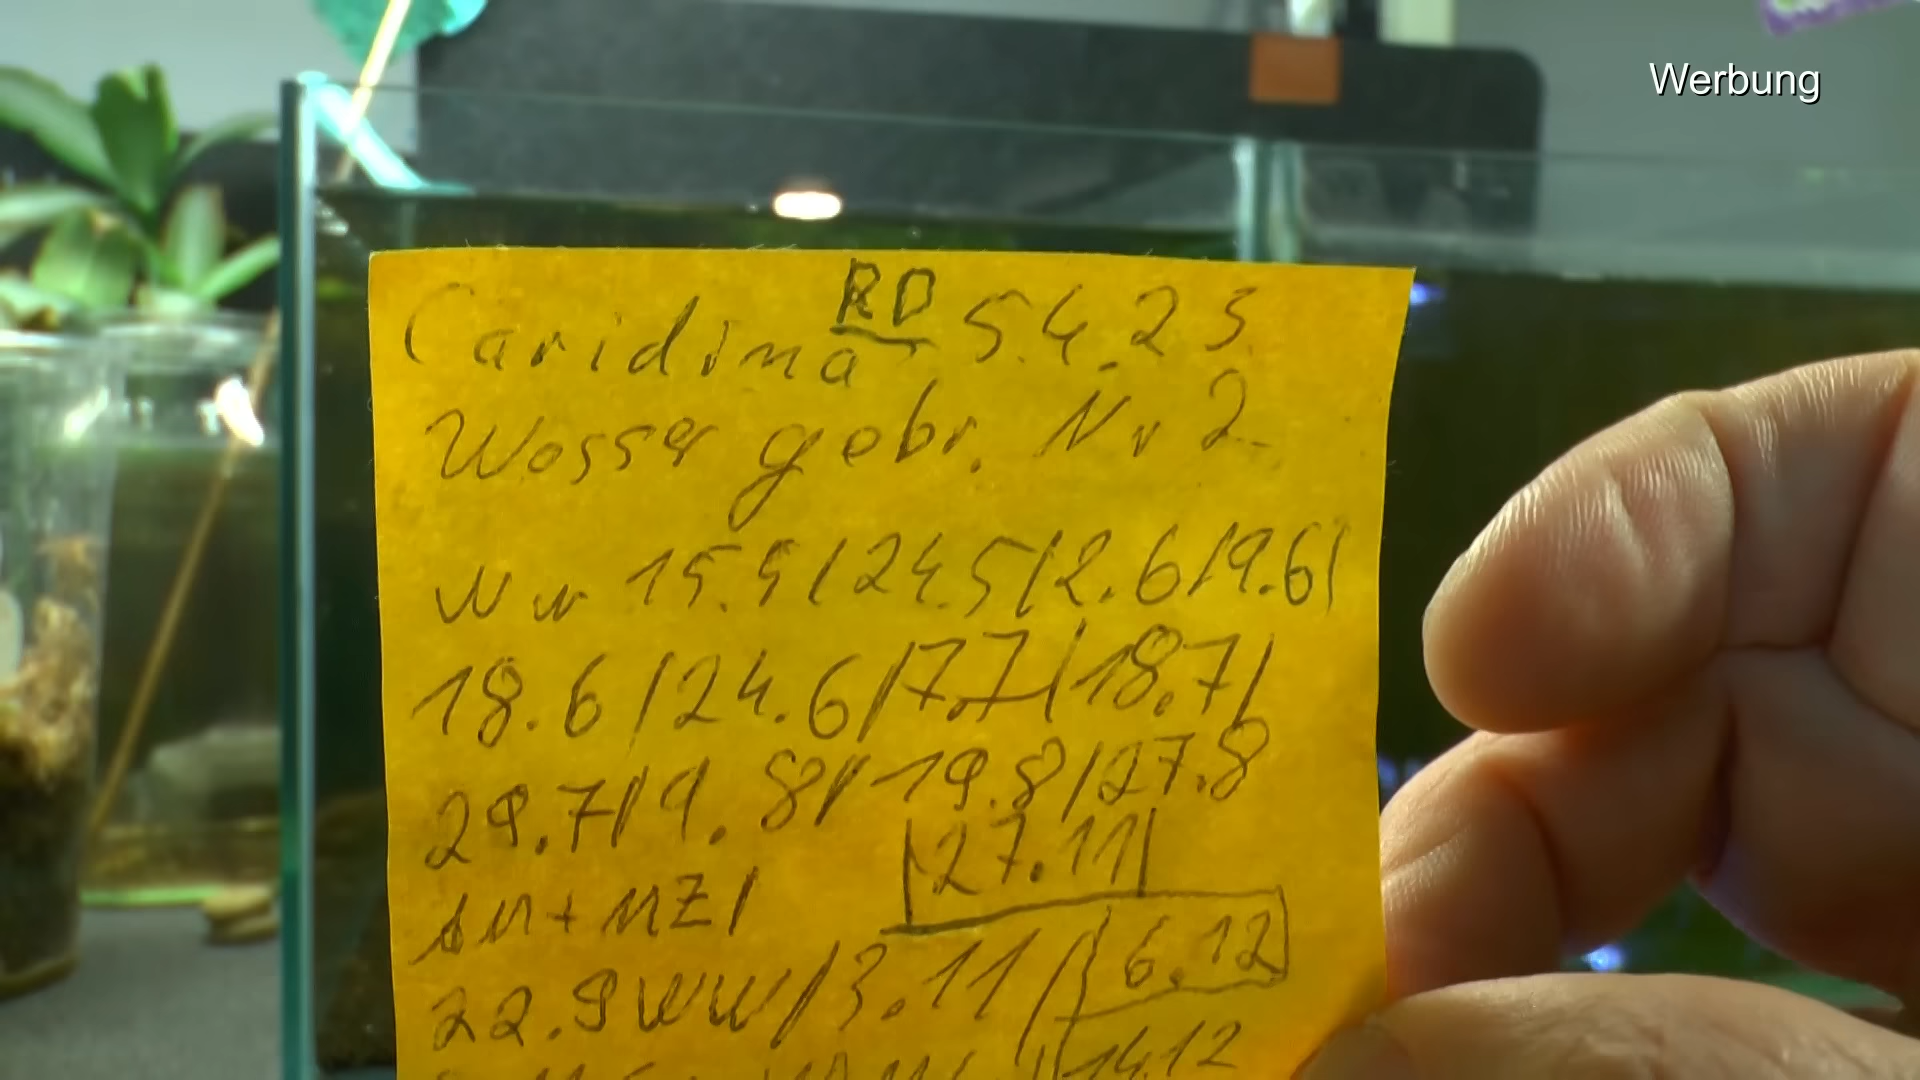 Werbung
RD
Caridina 5.4.23
Wasser gebr. Nr 2
WW 15.5/24.5/2.6/9.6/
18.6/24.6/7.7/18.7/
29.7/9.8/19.8/27.8
/27.11/
+ MZ/
22.9 WW/3.11/6.12
14.12